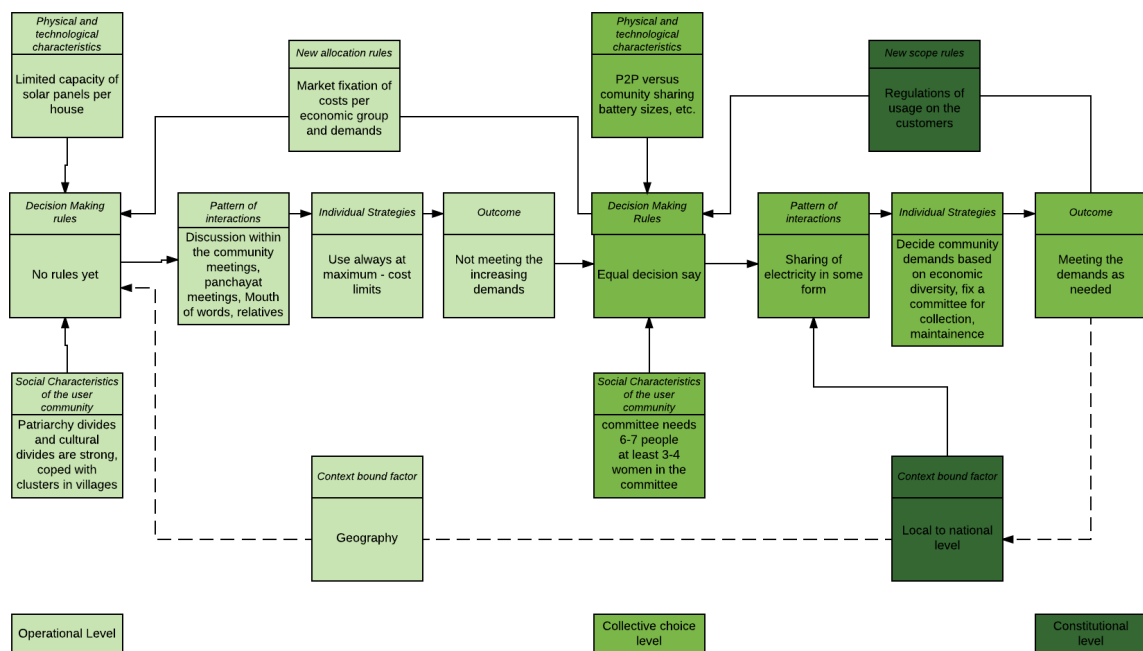 Physical and
technological
characteristics
Limited capacity of
solar panels per
house
New allocation rules
Market fixation of
costs per
economic group
and demands
Physical and
technological
characteristics
P2P versus
comunity sharing
battery sizes, etc.
New scope rules
Regulations of
usage on the
customers
Decision Making
rules
No rules yet
Pattern of
interactions
Discussion within
the community
meetings,
panchayat
meetings, Mouth
of words, relatives
Individual Strategies
Use always at
maximum - cost
limits
Outcome
Not meeting the
increasing
demands
Decision Making
Rules
Equal decision say
Pattern of
interactions
Sharing of
electricity in some
form
Individual Strategies
Decide community
demands based
on economic
diversity, fix a
committee for
collection,
maintainence
Outcome
Meeting the
demands as
needed
Social Characteristics
of the user
community
Patriarchy divides
and cultural
divides are strong,
coped with
clusters in villages
Context bound factor
Geography
Social Characteristics
of the user
community
committee needs
6-7 people
at least 3-4
women in the
committee
Context bound factor
Local to national
level
Operational Level
Collective choice
level
Constitutional
level